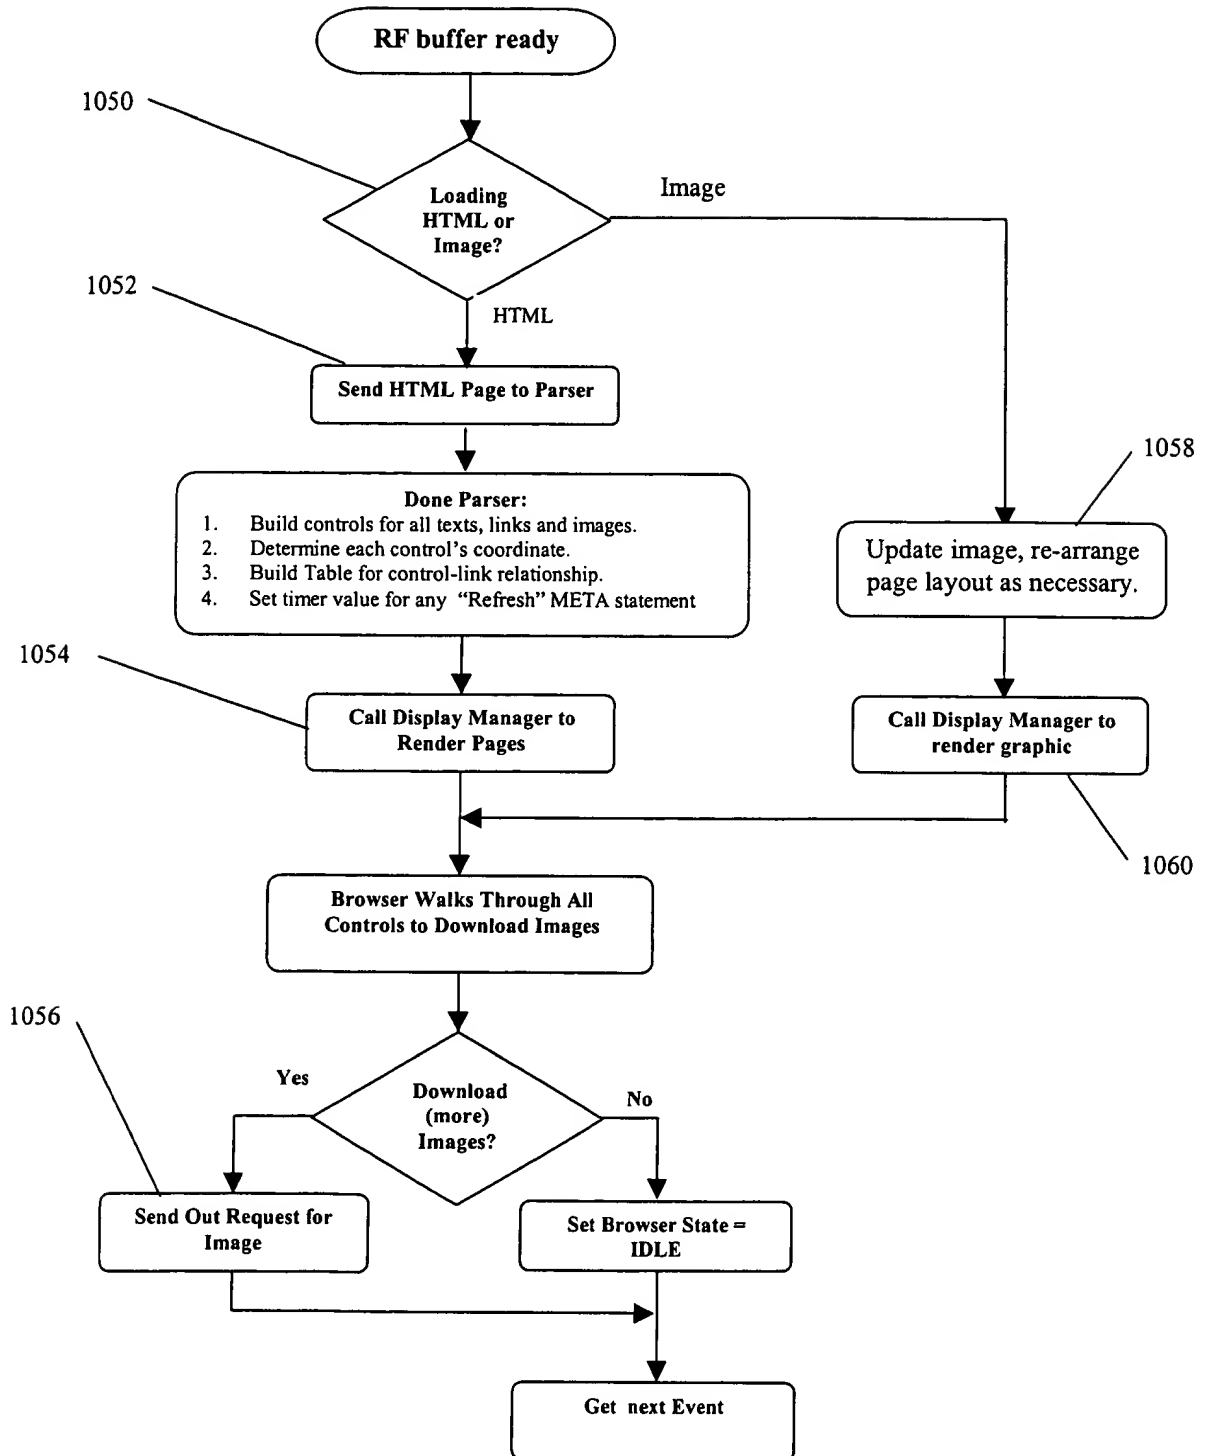 RF buffer ready
1050
Loading
HTML or
Image?
Image
1052
HTML
Send HTML Page to Parser
Done Parser:
1. Build controls for all texts, links and images.
2. Determine each control's coordinate.
3. Build Table for control-link relationship.
4. Set timer value for any “Refresh” META statement
1058
Update image, re-arrange
page layout as necessary.
1054
Call Display Manager to
Render Pages
Call Display Manager to
render graphic
1060
Browser Walks Through All
Controls to Download Images
1056
Yes
Download
(more)
Images?
No
Send Out Request for
Image
Set Browser State =
IDLE
Get next Event